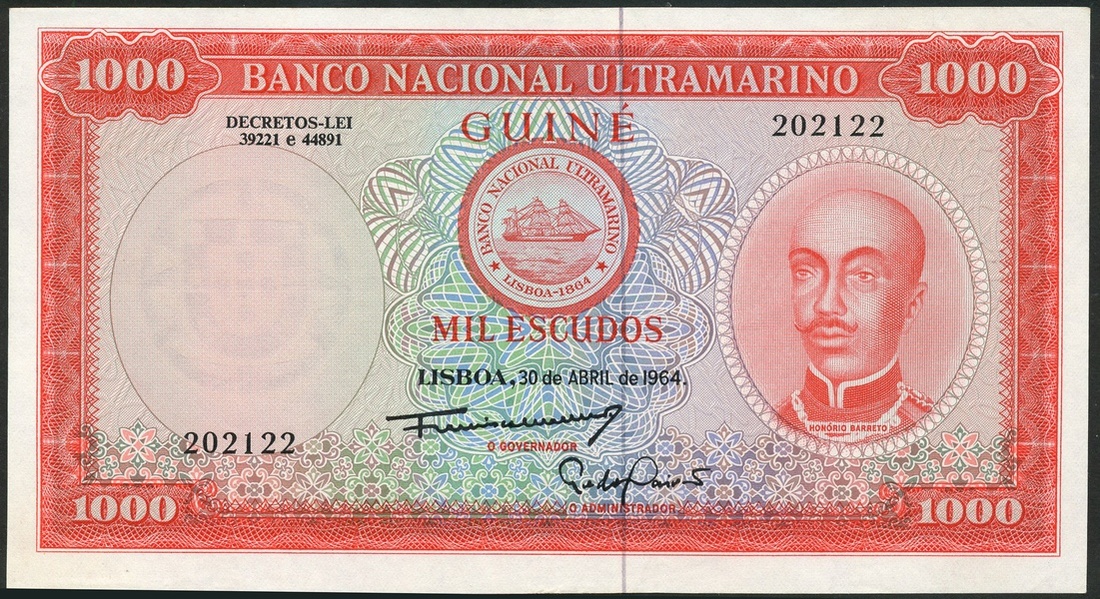 1000
BANCO NACIONAL ULTRAMARINO
1000
DECRETOS-LEI
39221 e 44891
GUINÉ
202122
BANCO NACIONAL ULTRAMARINO
LISBOA-1864
MIL ESCUDOS
LISBOA, 30 de ABRIL de 1964.
HONÓRIO BARRETO
202122
O GOVERNADOR
O ADMINISTRADOR
1000
1000